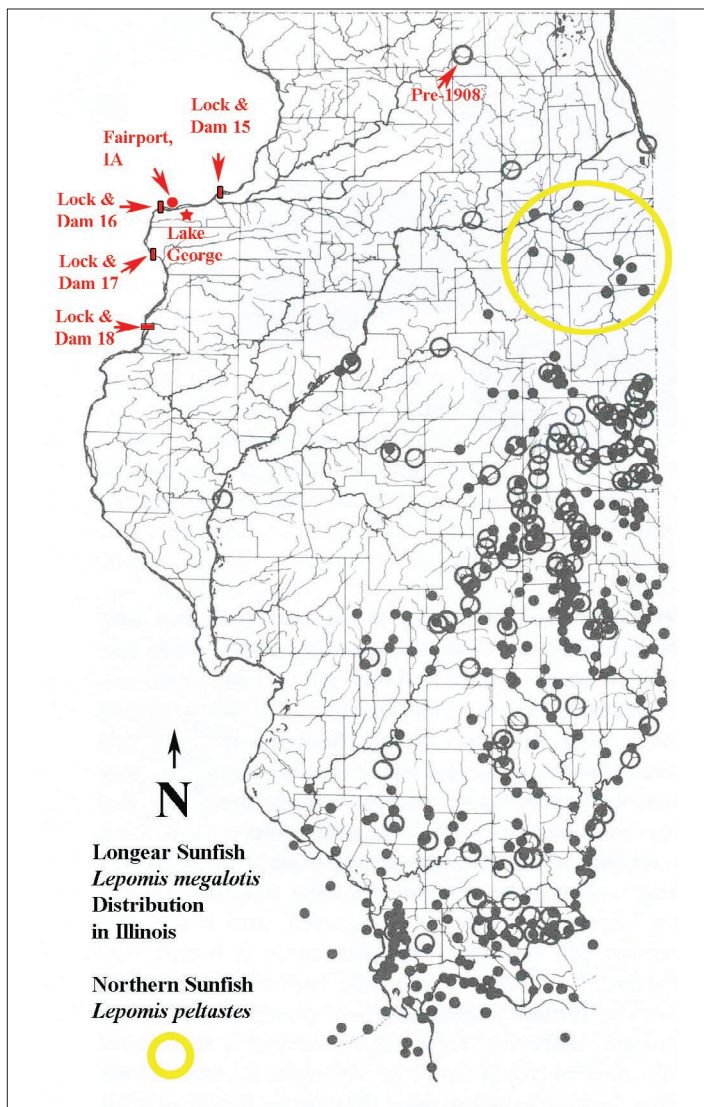 Pre-1908
Lock &
Dam 15
Fairport,
IA
Lock &
Dam 16
Lake
George
Lock &
Dam 17
Lock &
Dam 18
N
Longear Sunfish
Lepomis megalotis
Distribution
in Illinois
Northern Sunfish
Lepomis peltastes